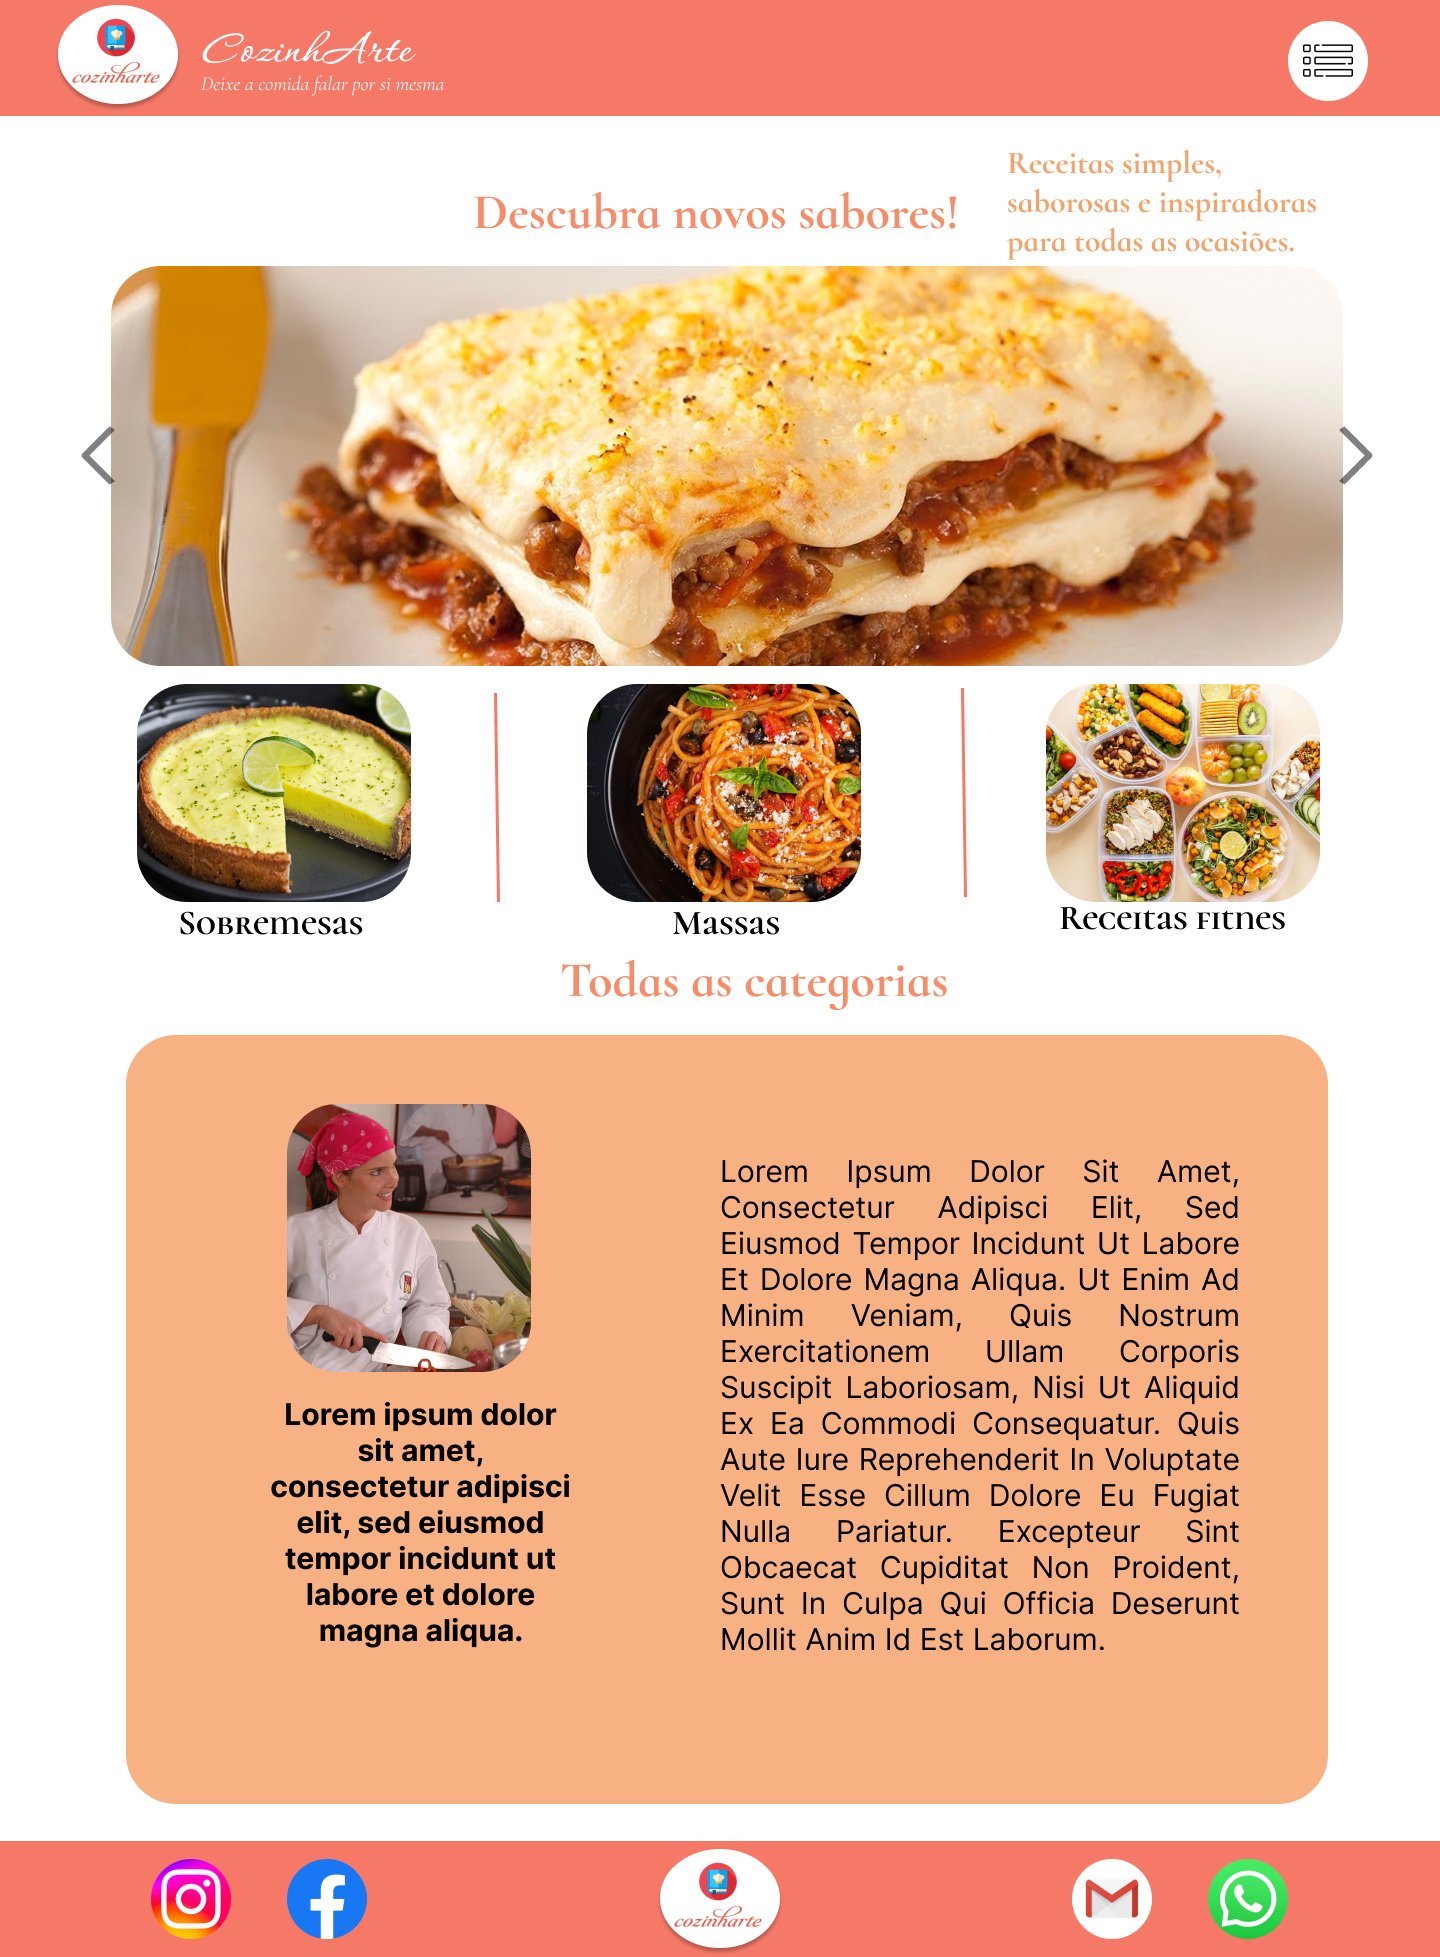 cozinharte
CozinhArte
Deixe a comida falar por si mesma
Receitas simples,
saborosas e inspiradoras
para todas as ocasiões.
Descubra novos sabores!
Sobremesas
Massas
Receitas fitnes
Todas as categorias
Lorem ipsum dolor
sit amet,
consectetur adipisci
elit, sed eiusmod
tempor incidunt ut
labore et dolore
magna aliqua.
Lorem Ipsum Dolor Sit Amet,
Consectetur Adipisci Elit, Sed
Eiusmod Tempor Incidunt Ut Labore
Et Dolore Magna Aliqua. Ut Enim Ad
Minim Veniam, Quis Nostrum
Exercitationem Ullam Corporis
Suscipit Laboriosam, Nisi Ut Aliquid
Ex Ea Commodi Consequatur. Quis
Aute Iure Reprehenderit In Voluptate
Velit Esse Cillum Dolore Eu Fugiat
Nulla Pariatur. Excepteur Sint
Obcaecat Cupiditat Non Proident,
Sunt In Culpa Qui Officia Deserunt
Mollit Anim Id Est Laborum.
cozinharte